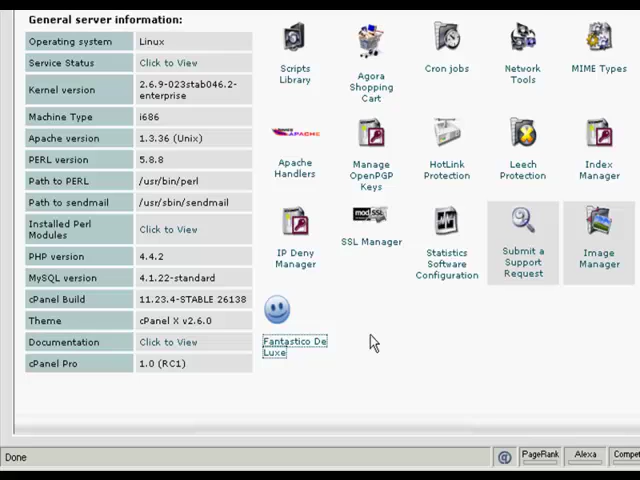 General server information:
Operating system Linux
Service Status Click to View
Kernel version 2.6.9-023stab046.2-
enterprise
Machine Type i686
Apache version 1.3.36 (Unix)
PERL version 5.8.8
Path to PERL /usr/bin/perl
Path to sendmail /usr/sbin/sendmail
Installed Perl
Modules Click to View
PHP version 4.4.2
MySQL version 4.1.22-standard
cPanel Build 11.23.4-STABLE 26138
Theme cPanel X v2.6.0
Documentation Click to View
cPanel Pro 1.0 (RC1)
Scripts
Library
Agora
Shopping
Cart
Cron jobs
Network
Tools
MIME Types
APACHE
Apache
Handlers
Manage
OpenPGP
Keys
HotLink
Protection
Leech
Protection
Index
Manager
IP Deny
Manager
mod SSL
SSL Manager
Statistics
Software
Configuration
Submit a
Support
Request
Image
Manager
Fantastico De
Luxe
Done
@
PageRank
Alexa
Compet